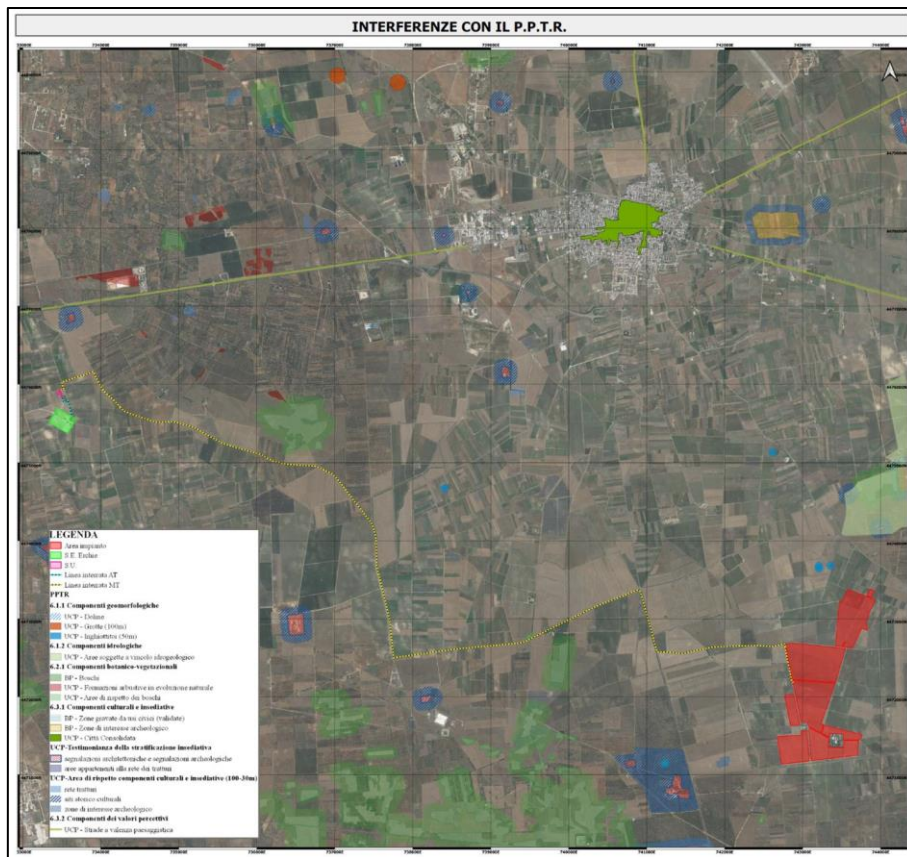 INTERFERENZE CON IL P.P.T.R.
LEGENDA
Area impianto
S.E. Erchie
S.U.
Linea interrata AT
Linea interrata MT
PPTR
6.1.1 Componenti geomorfologiche
UCP - Doline
UCP - Grotte (100m)
UCP - Inghiottitoi (50m)
6.1.2 Componenti idrologiche
UCP - Aree soggette a vincolo idrogeologico
6.2.1 Componenti botanico-vegetazionali
BP - Boschi
UCP - Formazioni arbustive in evoluzione naturale
UCP - Aree di rispetto dei boschi
6.3.1 Componenti culturali e insediative
BP - Zone gravate da usi civici (validate)
BP - Zone di interesse archeologico
UCP - Città Consolidata
UCP-Testimonianza della stratificazione insediativa
segnalazioni architettoniche e segnalazioni archeologiche
aree appartenenti alla rete dei tratturi
UCP-Area di rispetto componenti culturali e insediative (100-30m)
rete tratturi
siti storico culturali
zone di interesse archeologico
6.3.2 Componenti dei valori percettivi
UCP - Strade a valenza paesaggistica